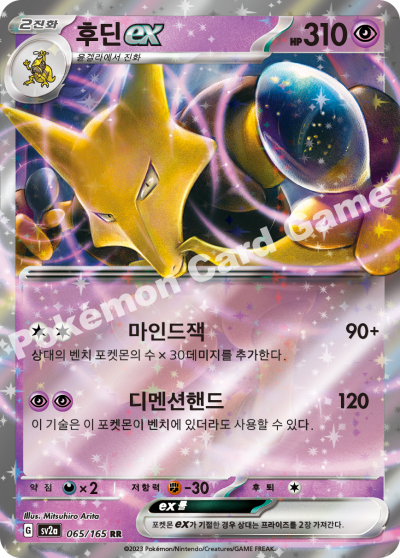 2진화 후딘ex HP 310
윤겔라에서 진화
Pokémon Card Game
마인드잭 90+
상대의 벤치 포켓몬의 수 × 30데미지를 추가한다.
디멘션핸드 120
이 기술은 이 포켓몬이 벤치에 있더라도 사용할 수 있다.
약점 ×2 저항력 -30 후퇴
Illus. Mitsuhiro Arita
G sv2a 065/165 RR
ex룰
포켓몬 ex가 기절한 경우 상대는 프라이즈를 2장 가져간다.
©2023 Pokémon/Nintendo/Creatures/GAME FREAK.